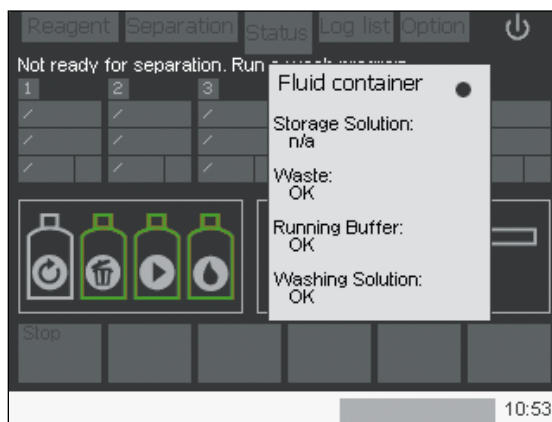 Reagent Separation Status Log list Option
Not ready for separation. Run a wash program
1 2 3
Fluid container
Storage Solution:
n/a
Waste:
OK
Running Buffer:
OK
Washing Solution:
OK
Stop
10:53